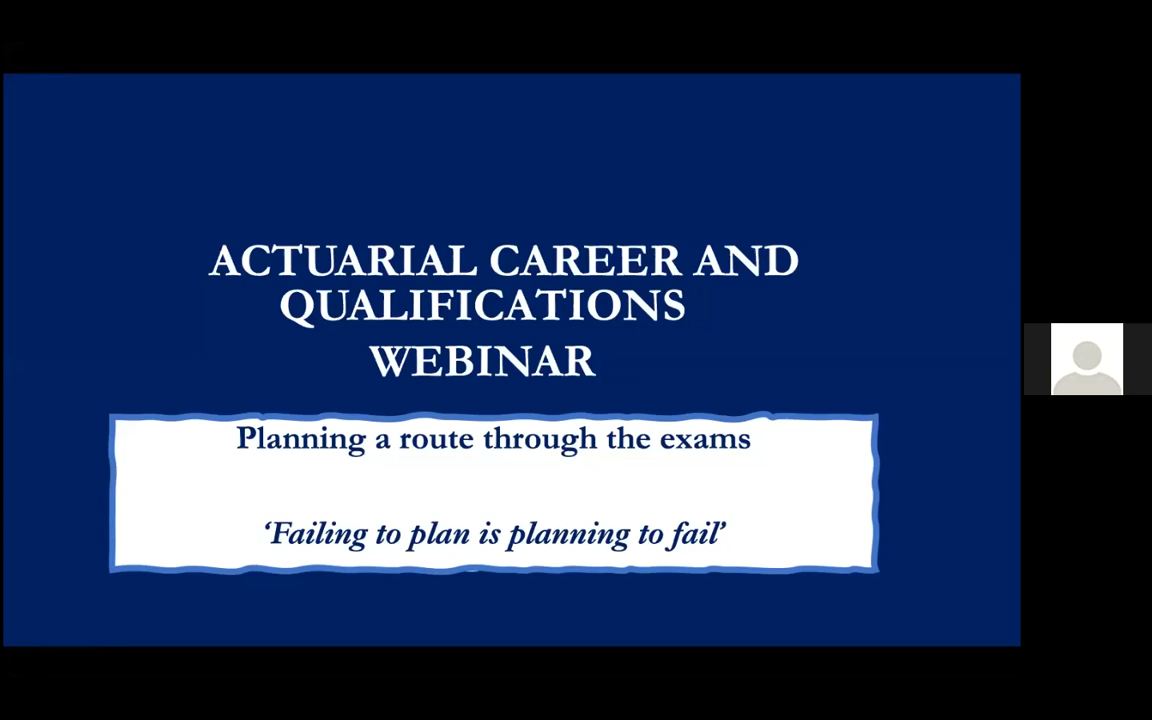 ACTUARIAL CAREER AND
QUALIFICATIONS
WEBINAR
Planning a route through the exams
‘Failing to plan is planning to fail’